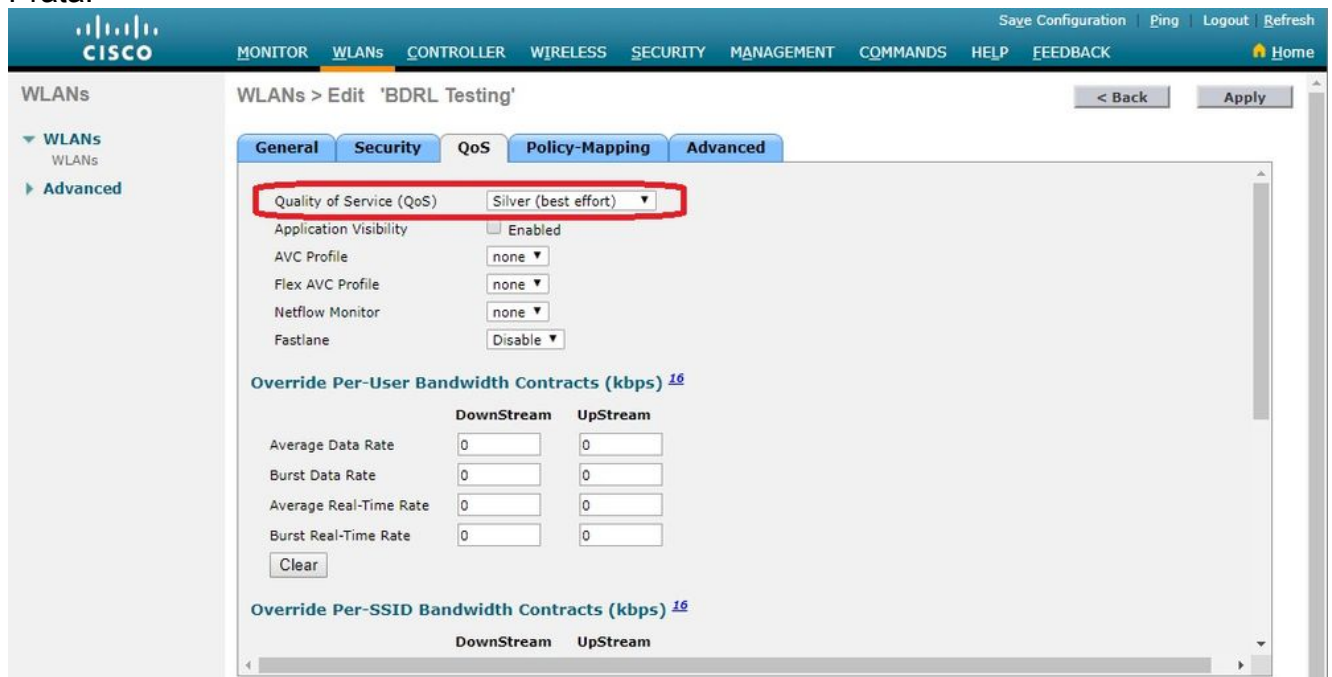 Prata.
Save Configuration Ping Logout Refresh
CISCO MONITOR WLANs CONTROLLER WIRELESS SECURITY MANAGEMENT COMMANDS HELP FEEDBACK Home
WLANs WLANs > Edit 'BDRL Testing' < Back Apply
WLANs
WLANs
Advanced
General Security QoS Policy-Mapping Advanced
Quality of Service (QoS) Silver (best effort)
Application Visibility Enabled
AVC Profile none
Flex AVC Profile none
Netflow Monitor none
Fastlane Disable
Override Per-User Bandwidth Contracts (kbps) 16
DownStream UpStream
Average Data Rate 0 0
Burst Data Rate 0 0
Average Real-Time Rate 0 0
Burst Real-Time Rate 0 0
Clear
Override Per-SSID Bandwidth Contracts (kbps) 16
DownStream UpStream